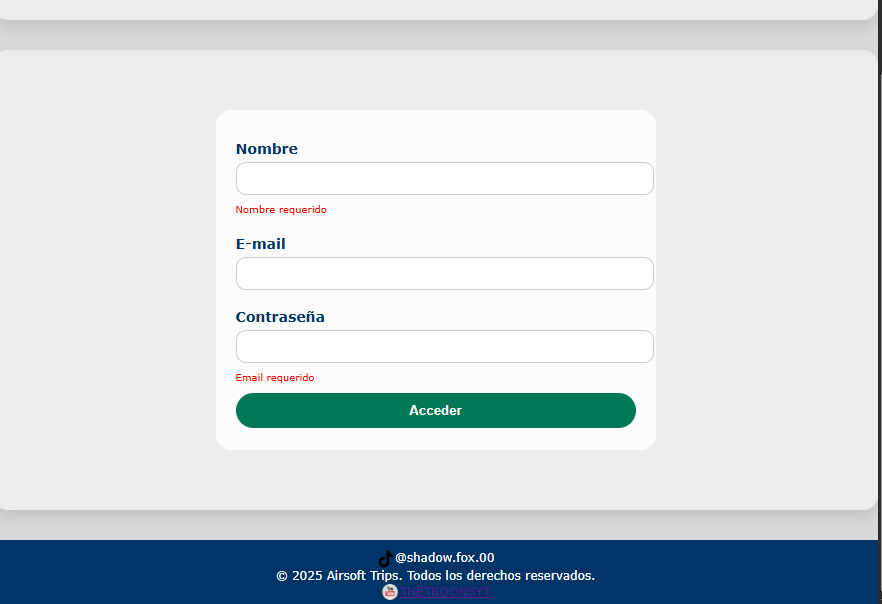 Nombre
Nombre requerido
E-mail
Contraseña
Email requerido
Acceder
@shadow.fox.00
© 2025 Airsoft Trips. Todos los derechos reservados.
THETROONSYT